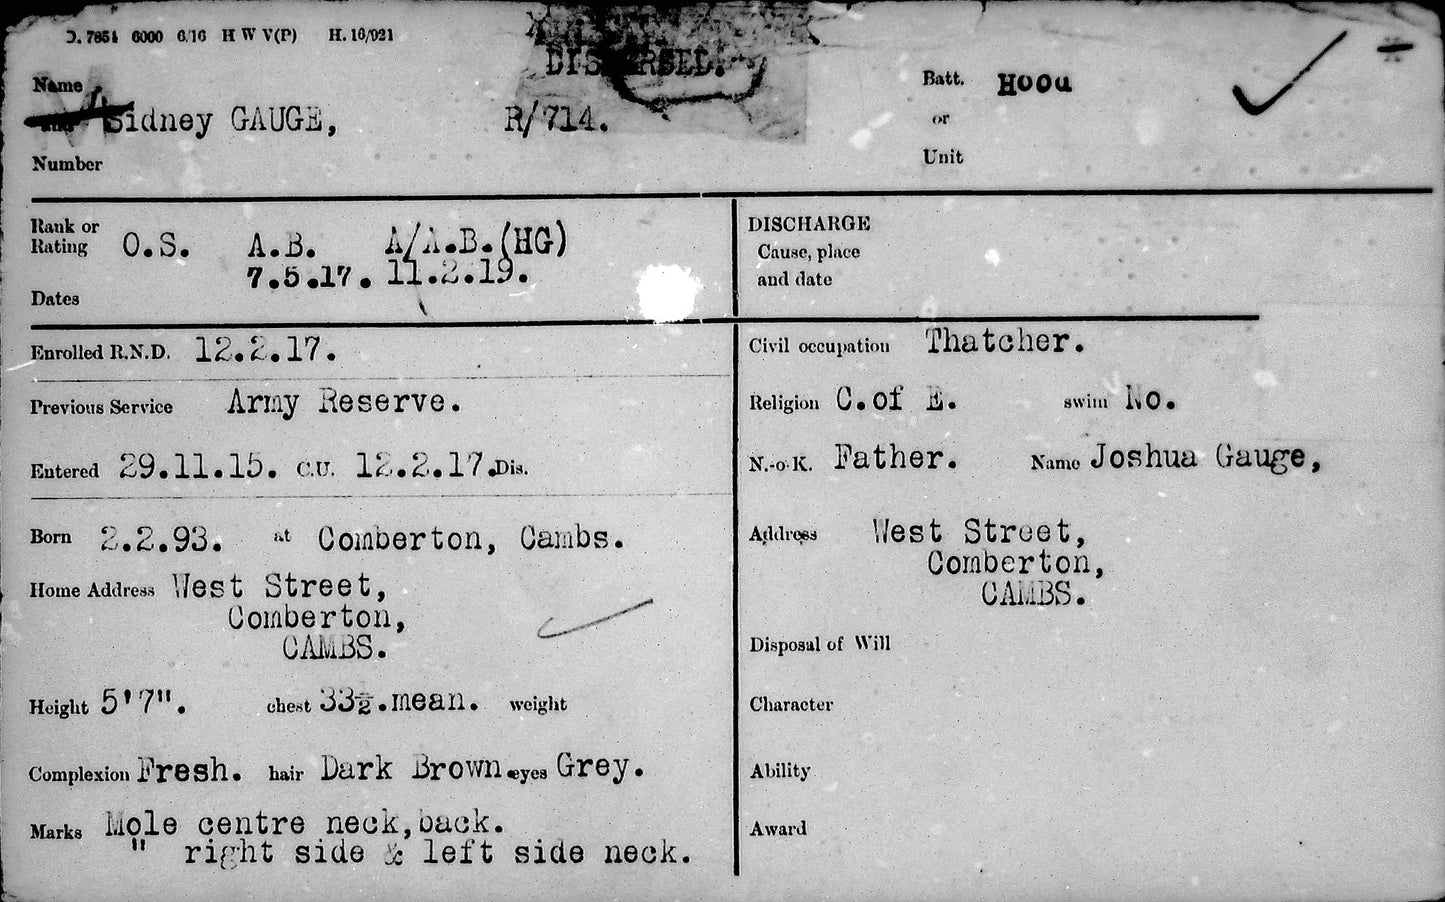 D. 7851 6000 6/16 H W V(P) H. 16/921
DISPERSED.
Name
and Sidney GAUGE, R/714.
Number
Batt. HOOD
or
Unit
Rank or Rating O.S. A.B. A/A.B.(HG)
7.5.17. 11.2.19.
Dates
DISCHARGE
Cause, place
and date
Enrolled R.N.D. 12.2.17.
Previous Service Army Reserve.
Entered 29.11.15. C.U. 12.2.17. Dis.
Born 2.2.93. at Comberton, Cambs.
Home Address West Street,
Comberton,
CAMBS.
Height 5'7". chest 33½.mean. weight
Complexion Fresh. hair Dark Brown. eyes Grey.
Marks Mole centre neck,back.
" right side & left side neck.
Civil occupation Thatcher.
Religion C.of E. swim No.
N.-o-K. Father. Name Joshua Gauge,
Address West Street,
Comberton,
CAMBS.
Disposal of Will
Character
Ability
Award